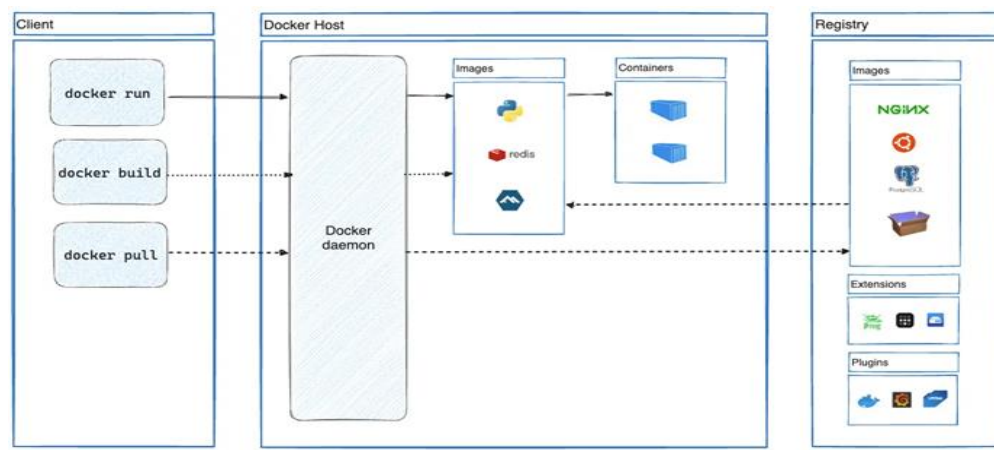 Client
docker run
docker build
docker pull
Docker Host
Docker
daemon
Images
redis
Containers
Registry
Images
NGINX
PostgreSQL
Extensions
Plugins